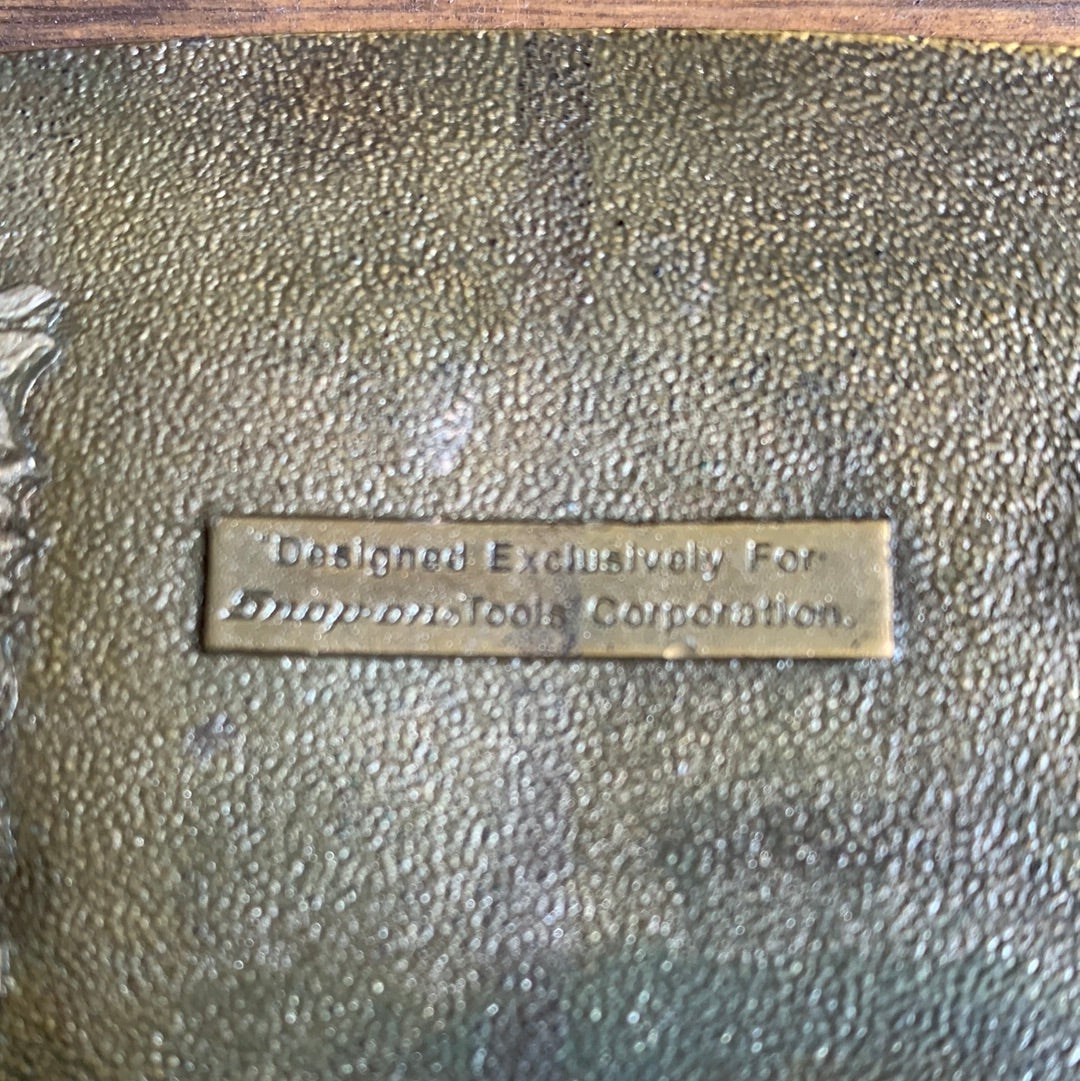 "Designed Exclusively For
Snap-on Tools Corporation.